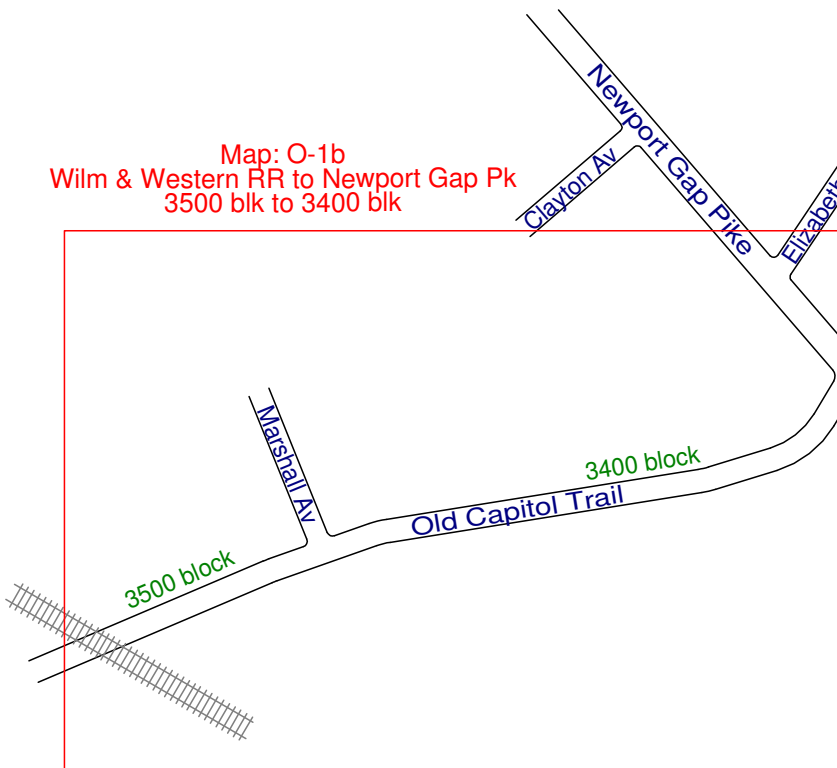 Map: O-1b
Wilm & Western RR to Newport Gap Pk
3500 blk to 3400 blk
Newport Gap Pike
Clayton Av
Elizabeth
Marshall Av
3400 block
Old Capitol Trail
3500 block